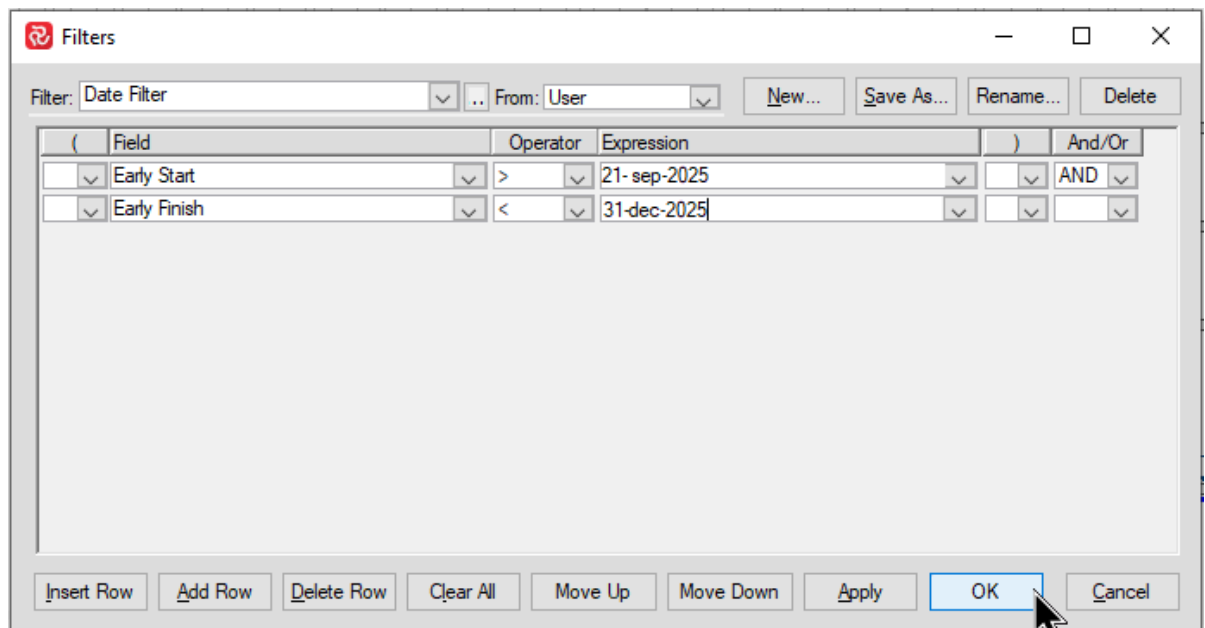 Filters
Filter: Date Filter .. From: User New... Save As... Rename... Delete
( Field Operator Expression ) And/Or
Early Start > 21- sep-2025 AND
Early Finish < 31-dec-2025
Insert Row Add Row Delete Row Clear All Move Up Move Down Apply OK Cancel